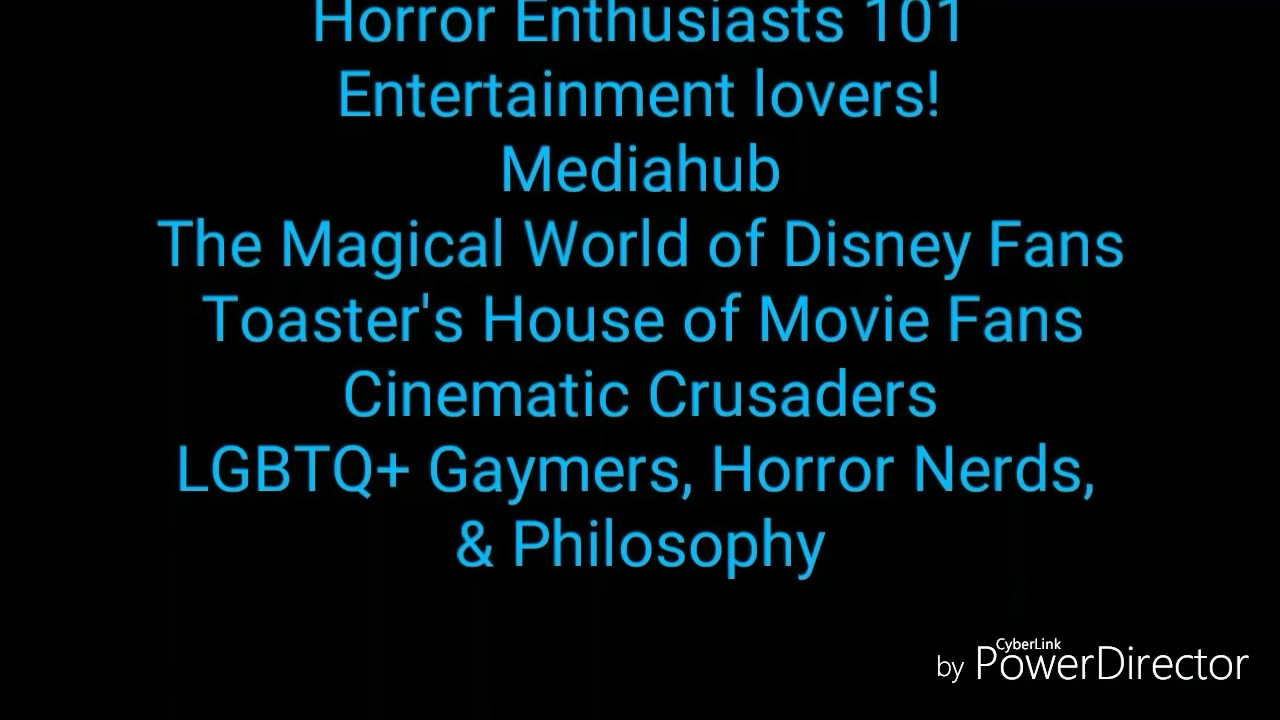 Horror Enthusiasts 101
Entertainment lovers!
Mediahub
The Magical World of Disney Fans
Toaster's House of Movie Fans
Cinematic Crusaders
LGBTQ+ Gaymers, Horror Nerds,
& Philosophy
CyberLink
by PowerDirector